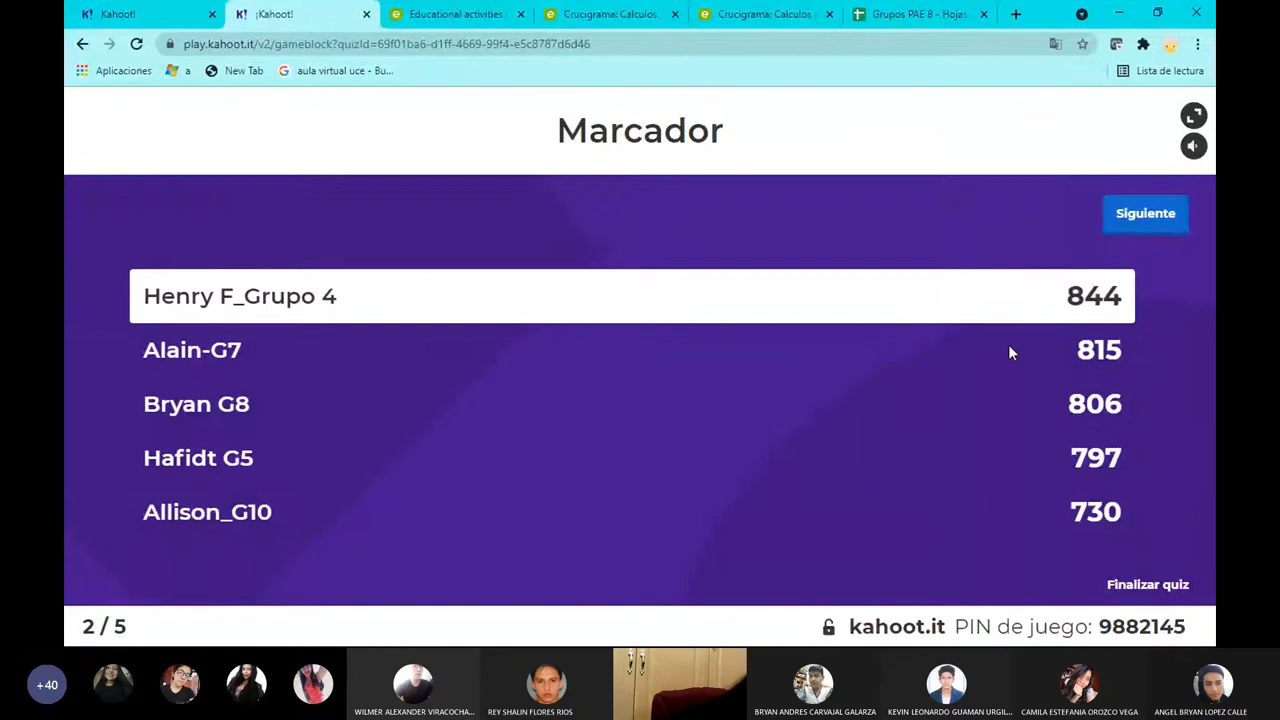 Kahoot!
¡Kahoot!
Educational activities
Crucigrama: Calculos
Crucigrama: Calculos
Grupos PAE 8 - Hojas
play.kahoot.it/v2/gameblock?quizId=69f01ba6-d1ff-4669-99f4-e5c8787d6d46
Aplicaciones
a
New Tab
aula virtual uce - Bu...
Lista de lectura
Marcador
Siguiente
Henry F_Grupo 4 844
Alain-G7 815
Bryan G8 806
Hafidt G5 797
Allison_G10 730
Finalizar quiz
2 / 5
kahoot.it PIN de juego: 9882145
+40
WILMER ALEXANDER VIRACOCHA...
REY SHALIN FLORES RIOS
BRYAN ANDRES CARVAJAL GALARZA
KEVIN LEONARDO GUAMAN URGIL...
CAMILA ESTEFANIA OROZCO VEGA
ANGEL BRYAN LOPEZ CALLE